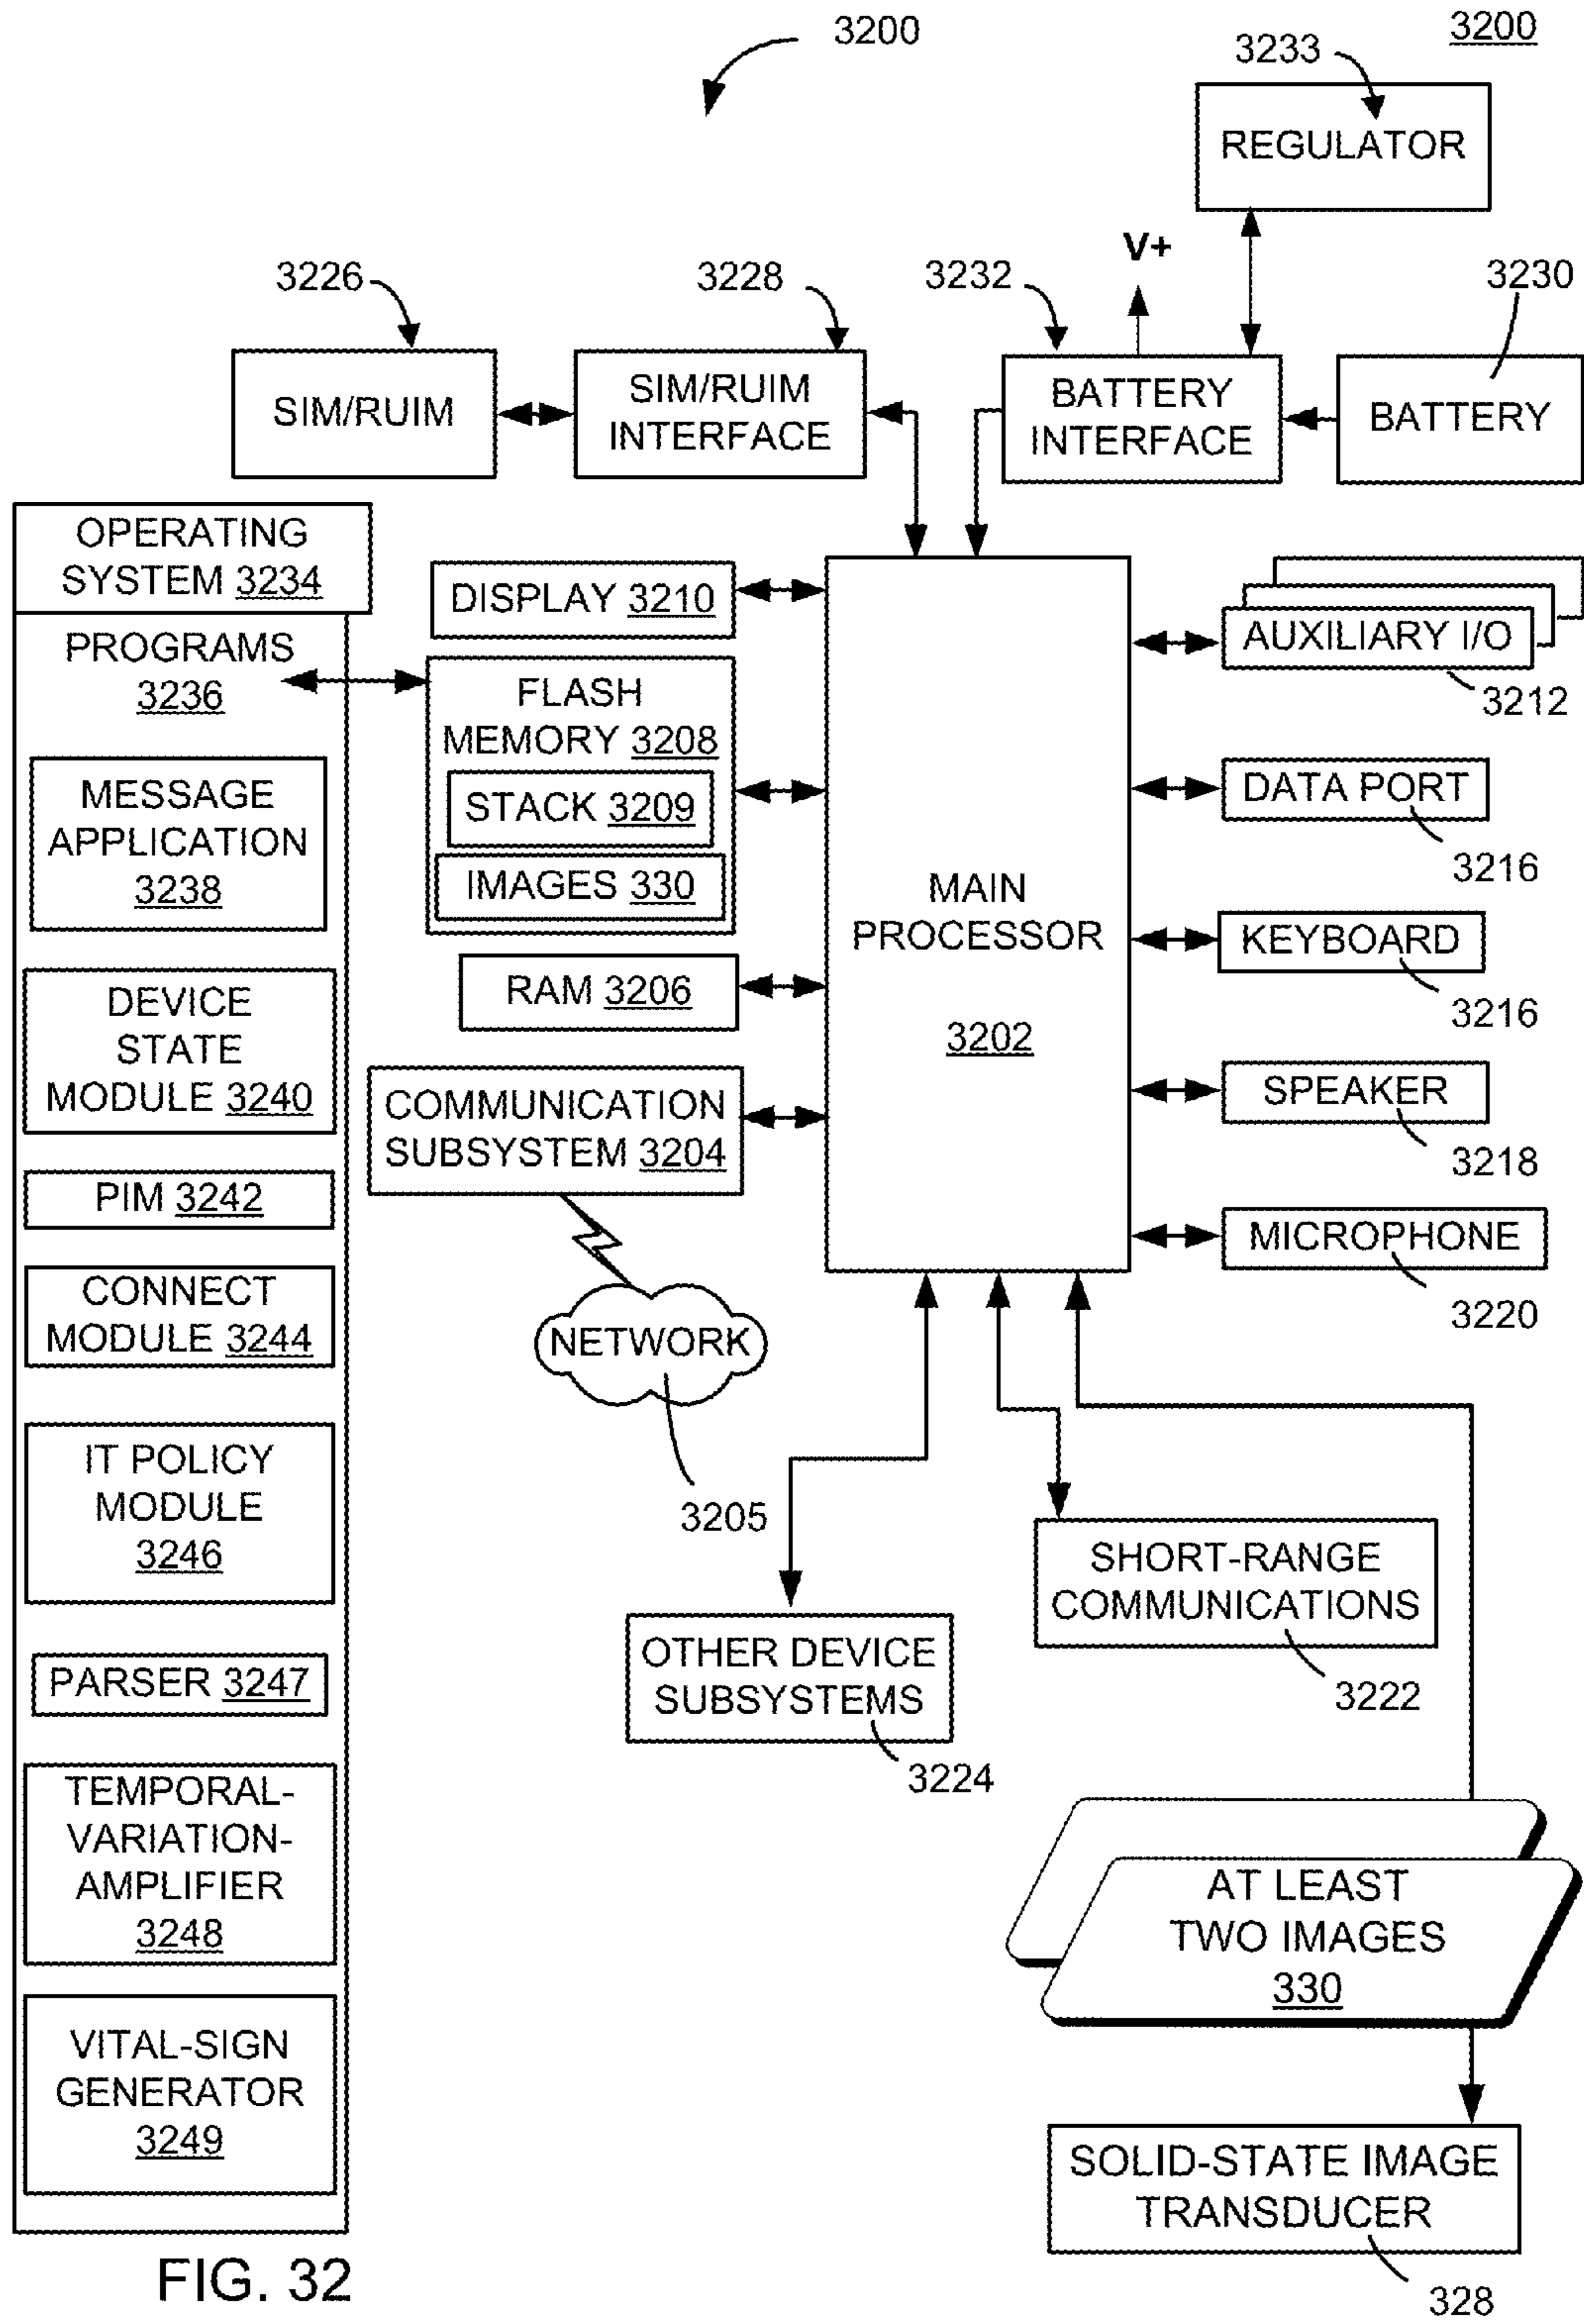 3200
3200
3233
REGULATOR
V+
3226
3228
3232
3230
SIM/RUIM
SIM/RUIM
INTERFACE
BATTERY
INTERFACE
BATTERY
OPERATING
SYSTEM 3234
PROGRAMS
3236
MESSAGE
APPLICATION
3238
DEVICE
STATE
MODULE 3240
PIM 3242
CONNECT
MODULE 3244
IT POLICY
MODULE
3246
PARSER 3247
TEMPORAL-
VARIATION-
AMPLIFIER
3248
VITAL-SIGN
GENERATOR
3249
DISPLAY 3210
FLASH
MEMORY 3208
STACK 3209
IMAGES 330
RAM 3206
COMMUNICATION
SUBSYSTEM 3204
NETWORK
3205
MAIN
PROCESSOR
3202
AUXILIARY I/O
3212
DATA PORT
3216
KEYBOARD
3216
SPEAKER
3218
MICROPHONE
3220
SHORT-RANGE
COMMUNICATIONS
3222
OTHER DEVICE
SUBSYSTEMS
3224
AT LEAST
TWO IMAGES
330
SOLID-STATE IMAGE
TRANSDUCER
328
FIG. 32